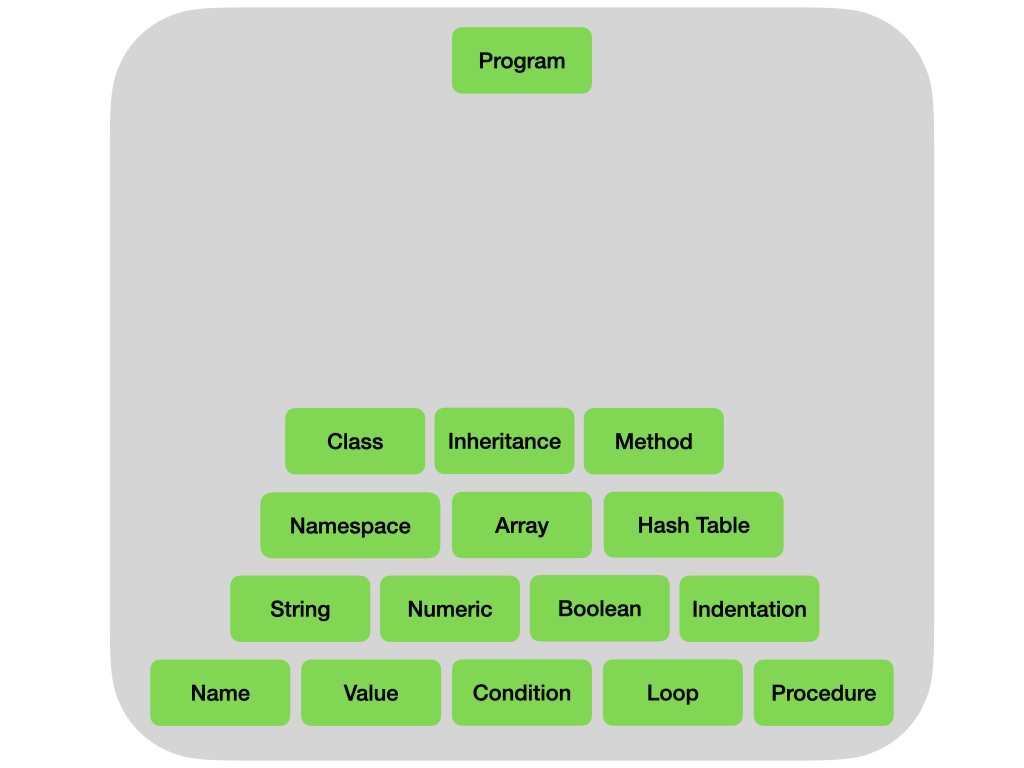 Program
Class Inheritance Method
Namespace Array Hash Table
String Numeric Boolean Indentation
Name Value Condition Loop Procedure